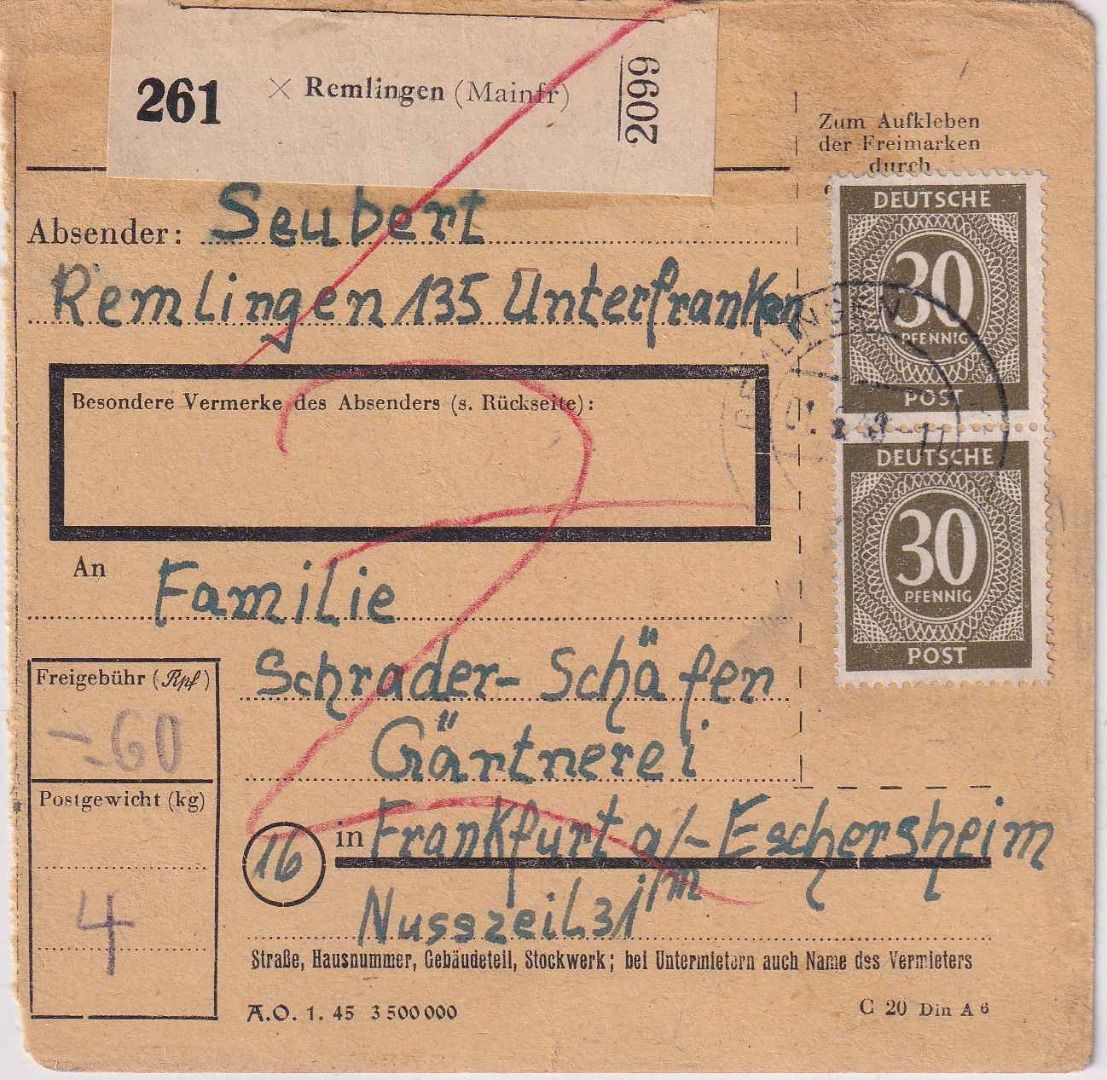 261 × Remlingen (Mainfr) 2099
Zum Aufkleben
der Freimarken
durch
Absender: Seubert
Remlingen 135 Unterfranken
DEUTSCHE
30
PFENNIG
POST
DEUTSCHE
30
PFENNIG
POST
Besondere Vermerke des Absenders (s. Rückseite):
An Familie
Schrader-Schäfen
Gärtnerei
Freigebühr (Rpf)
-60
Postgewicht (kg)
4
16 in Frankfurt a/-Eschersheim
m
Nusszeil 31
Straße, Hausnummer, Gebäudeteil, Stockwerk; bei Untermietern auch Name des Vermieters
A.O. 1. 45 3 500 000
C 20 Din A 6